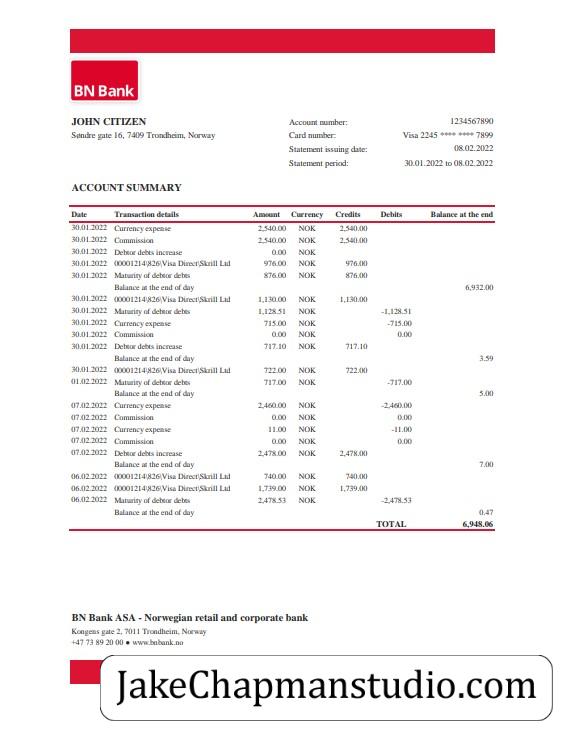 BN Bank
JOHN CITIZEN
Søndre gate 16, 7409 Trondheim, Norway
Account number: 1234567890
Card number: Visa 2245 **** **** 7899
Statement issuing date: 08.02.2022
Statement period: 30.01.2022 to 08.02.2022
ACCOUNT SUMMARY
Date Transaction details Amount Currency Credits Debits Balance at the end
30.01.2022 Currency expense 2,540.00 NOK 2,540.00
30.01.2022 Commission 2,540.00 NOK 2,540.00
30.01.2022 Debtor debts increase 0.00 NOK
30.01.2022 00001214\826\Visa Direct\Skrill Ltd 976.00 NOK 976.00
30.01.2022 Maturity of debtor debts 876.00 NOK 876.00
Balance at the end of day 6,932.00
30.01.2022 00001214\826\Visa Direct\Skrill Ltd 1,130.00 NOK 1,130.00
30.01.2022 Maturity of debtor debts 1,128.51 NOK -1,128.51
30.01.2022 Currency expense 715.00 NOK -715.00
30.01.2022 Commission 0.00 NOK 0.00
30.01.2022 Debtor debts increase 717.10 NOK 717.10
Balance at the end of day 3.59
30.01.2022 00001214\826\Visa Direct\Skrill Ltd 722.00 NOK 722.00
01.02.2022 Maturity of debtor debts 717.00 NOK -717.00
Balance at the end of day 5.00
07.02.2022 Currency expense 2,460.00 NOK -2,460.00
07.02.2022 Commission 0.00 NOK 0.00
07.02.2022 Currency expense 11.00 NOK -11.00
07.02.2022 Commission 0.00 NOK 0.00
07.02.2022 Debtor debts increase 2,478.00 NOK 2,478.00
Balance at the end of day 7.00
06.02.2022 00001214\826\Visa Direct\Skrill Ltd 740.00 NOK 740.00
06.02.2022 00001214\826\Visa Direct\Skrill Ltd 1,739.00 NOK 1,739.00
06.02.2022 Maturity of debtor debts 2,478.53 NOK -2,478.53
Balance at the end of day 0.47
TOTAL 6,948.06
BN Bank ASA - Norwegian retail and corporate bank
Kongens gate 2, 7011 Trondheim, Norway
+47 73 89 20 00 ● www.bnbank.no
JakeChapmanstudio.com